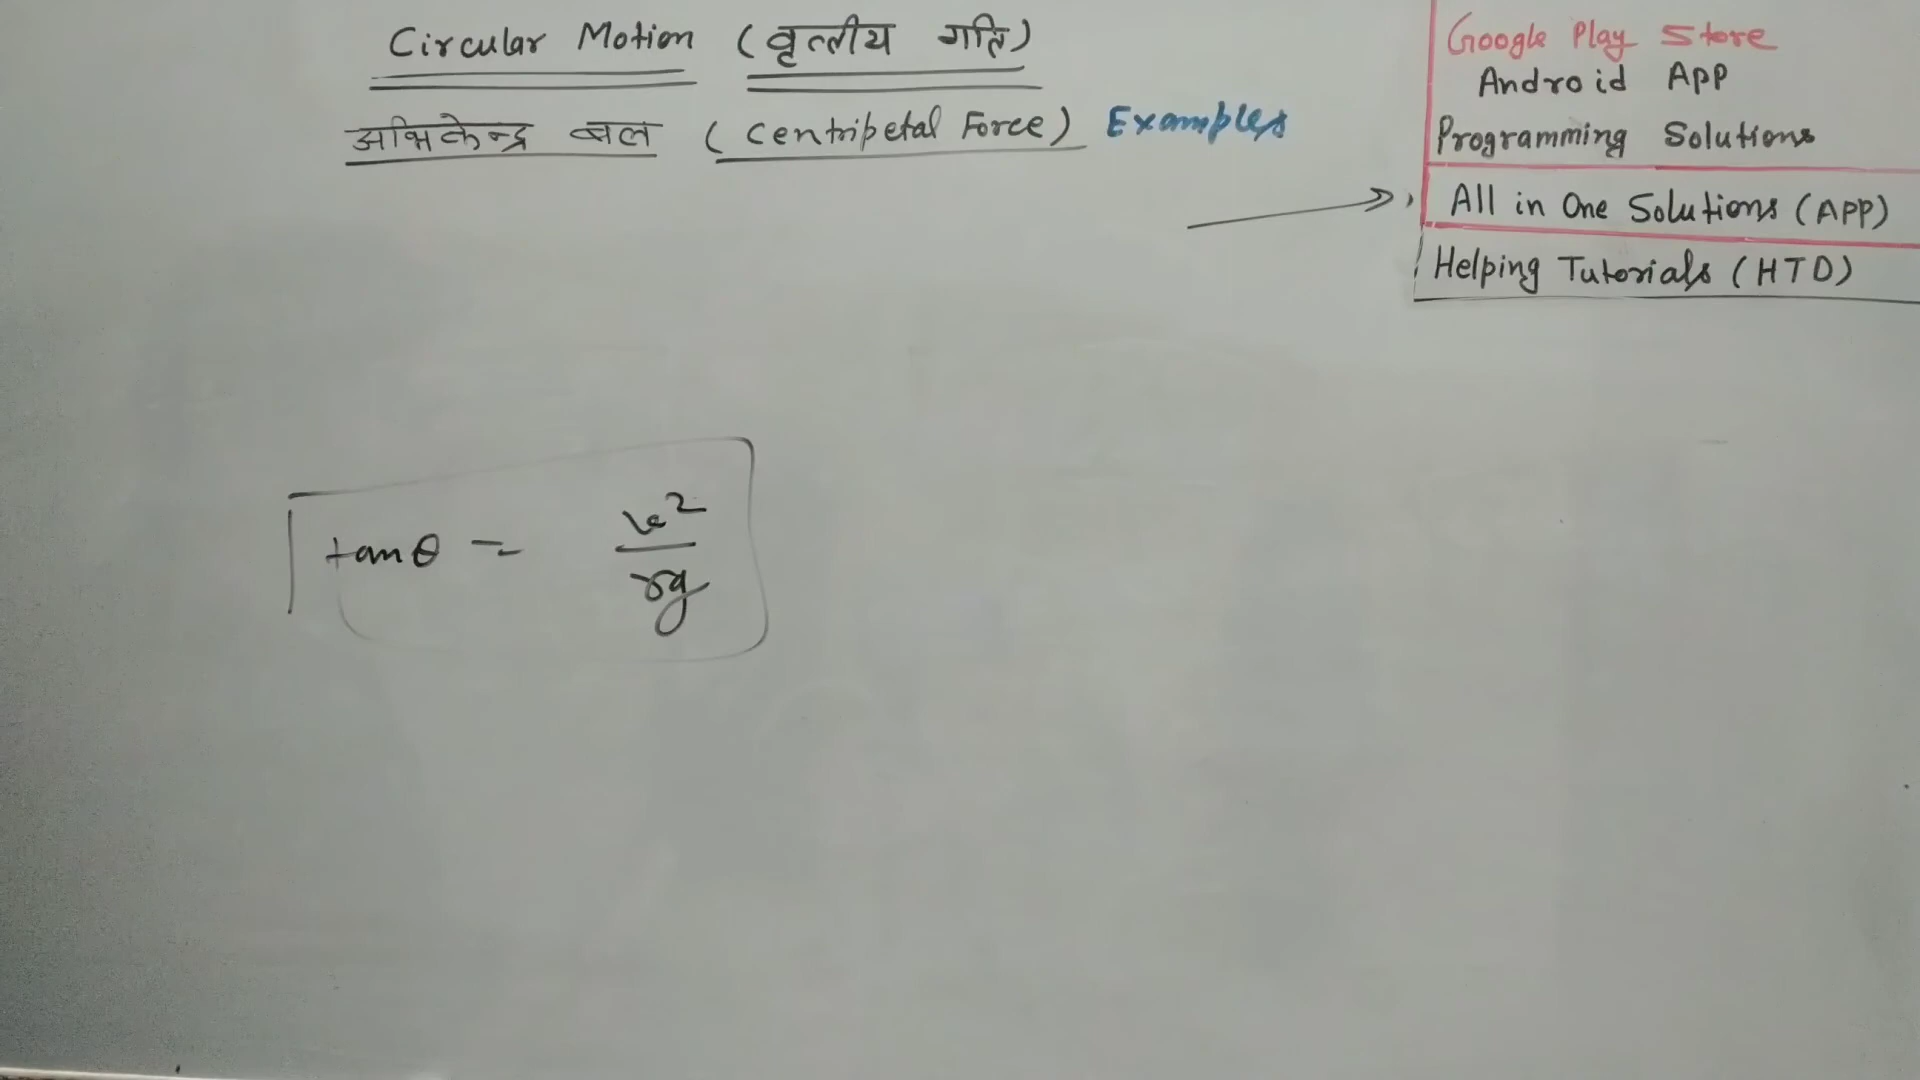 Circular Motion (वृत्तीय गति)
अभिकेन्द्र बल (Centripetal Force) Examples
Google Play Store
Android App
Programming Solutions
All in One Solutions (APP)
Helping Tutorials (HTD)
tanθ = v²/rg